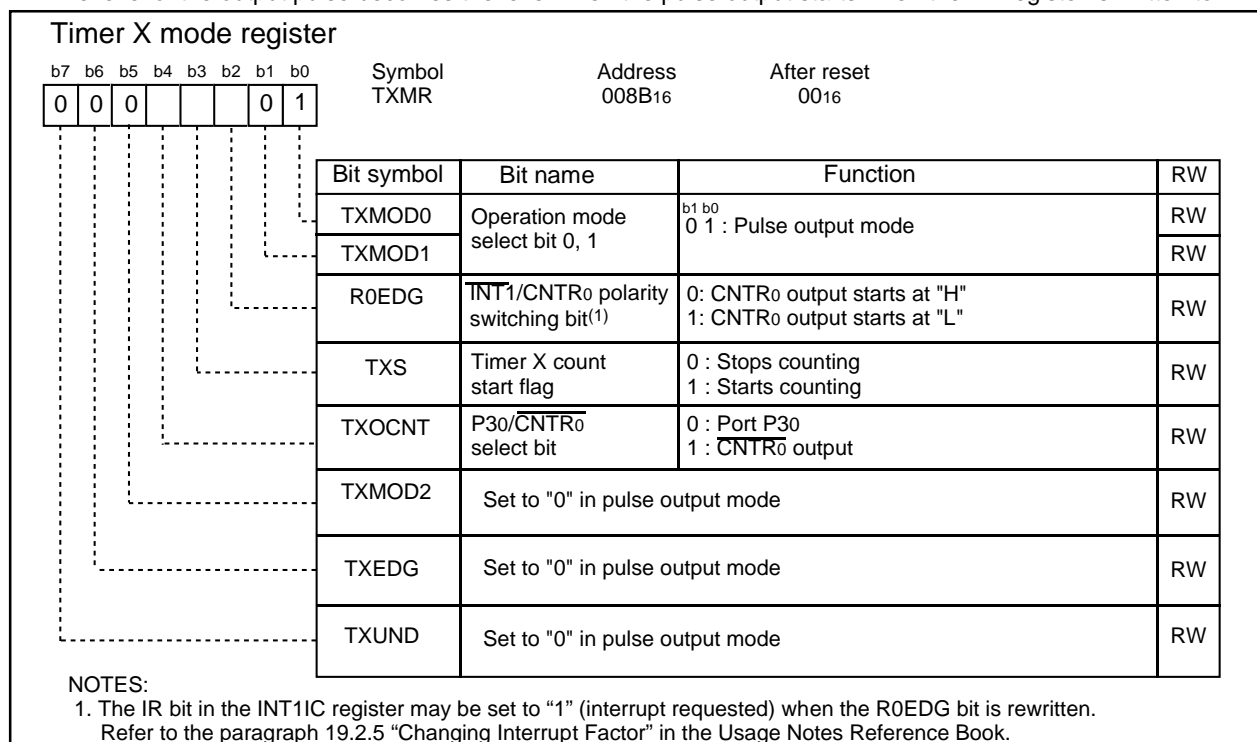 Timer X mode register
b7 b6 b5 b4 b3 b2 b1 b0 Symbol Address After reset
0 0 0 0 1 TXMR 008B16 0016
Bit symbol Bit name Function RW
TXMOD0 Operation mode select bit 0, 1 b1 b0 0 1 : Pulse output mode RW
TXMOD1 RW
R0EDG INT1/CNTR0 polarity switching bit(1) 0: CNTR0 output starts at "H" RW
1: CNTR0 output starts at "L"
TXS Timer X count start flag 0 : Stops counting RW
1 : Starts counting
TXOCNT P30/CNTR0 select bit 0 : Port P30 RW
1 : CNTR0 output
TXMOD2 Set to "0" in pulse output mode RW
TXEDG Set to "0" in pulse output mode RW
TXUND Set to "0" in pulse output mode RW
NOTES:
1. The IR bit in the INT1IC register may be set to “1” (interrupt requested) when the R0EDG bit is rewritten.
Refer to the paragraph 19.2.5 “Changing Interrupt Factor” in the Usage Notes Reference Book.